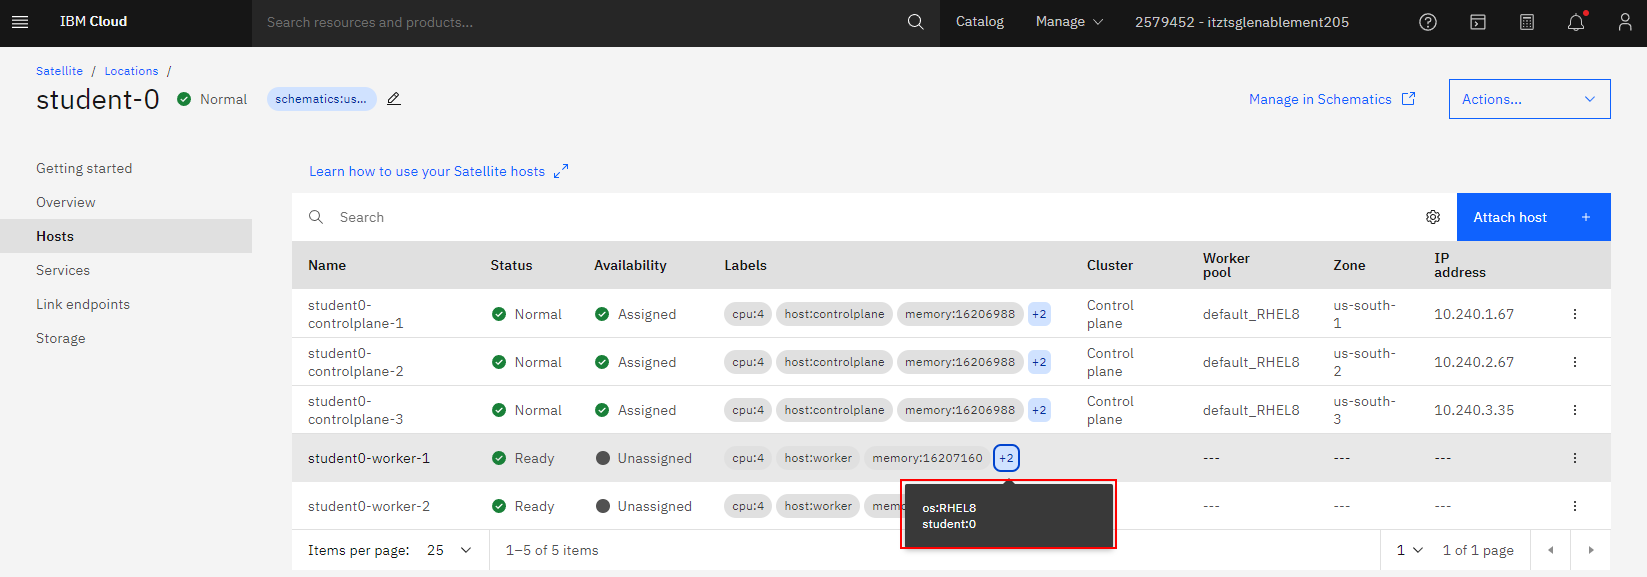 IBM Cloud
Search resources and products...
Catalog
Manage
2579452 - itztsglenablement205
Satellite / Locations /
student-0
Normal
schematics:us...
Manage in Schematics
Actions...
Getting started
Overview
Hosts
Services
Link endpoints
Storage
Learn how to use your Satellite hosts
Search
Attach host +
Name Status Availability Labels Cluster Worker pool Zone IP address
student0-controlplane-1 Normal Assigned cpu:4 host:controlplane memory:16206988 +2 Control plane default_RHEL8 us-south-1 10.240.1.67
student0-controlplane-2 Normal Assigned cpu:4 host:controlplane memory:16206988 +2 Control plane default_RHEL8 us-south-2 10.240.2.67
student0-controlplane-3 Normal Assigned cpu:4 host:controlplane memory:16206988 +2 Control plane default_RHEL8 us-south-3 10.240.3.35
student0-worker-1 Ready Unassigned cpu:4 host:worker memory:16207160 +2 --- --- ---
student0-worker-2 Ready Unassigned cpu:4 host:worker --- --- ---
os:RHEL8
student:0
Items per page: 25
1–5 of 5 items
1
1 of 1 page